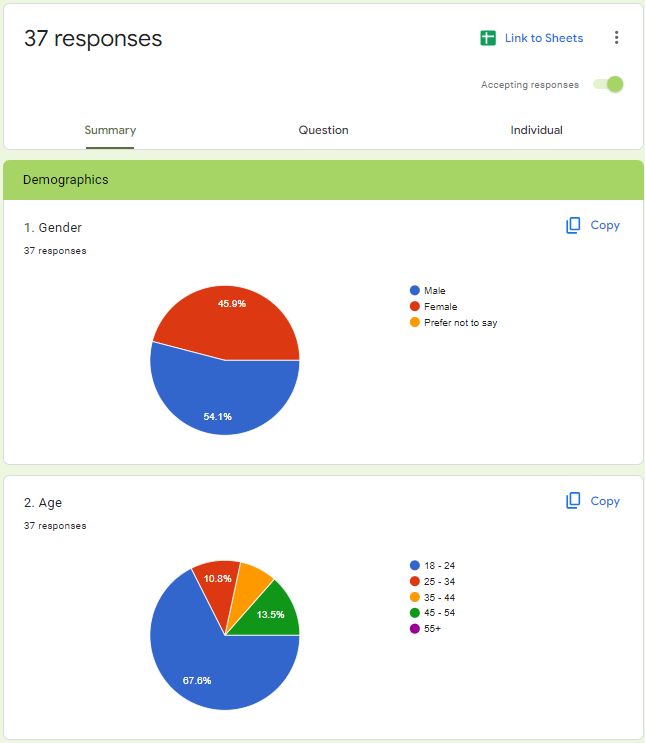 37 responses
Link to Sheets
Accepting responses
Summary
Question
Individual
Demographics
1. Gender
Copy
37 responses
45.9%
54.1%
Male
Female
Prefer not to say
2. Age
Copy
37 responses
10.8%
13.5%
67.6%
18 - 24
25 - 34
35 - 44
45 - 54
55+